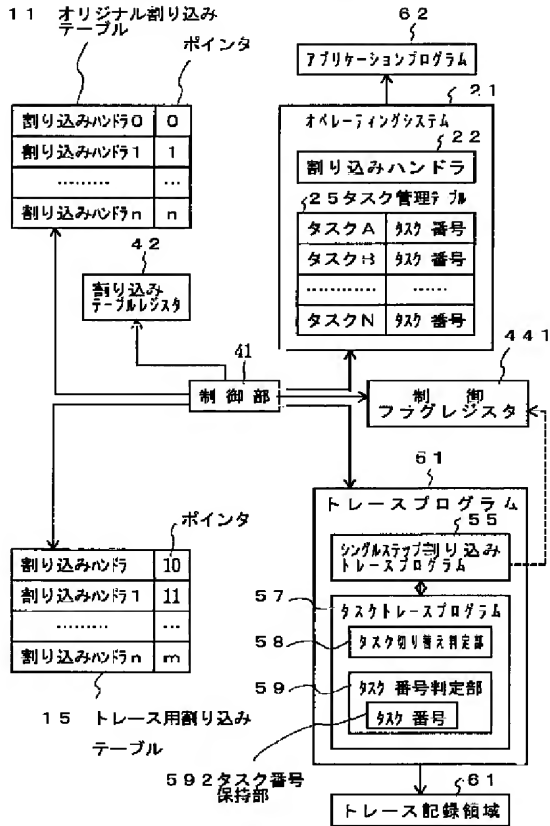 11 オリジナル割り込み
テーブル
ポインタ
割り込みハンドラ0 0
割り込みハンドラ1 1
……… …
割り込みハンドラn n
42
割り込み
テーブルレジスタ
62
アプリケーションプログラム
21
オペレーティングシステム
22
割り込みハンドラ
25タスク管理テーブル
タスクA タスク 番号
タスクB タスク 番号
………… ……
タスクN タスク 番号
41
制御部
441
制 御
フラグレジスタ
ポインタ
割り込みハンドラ 10
割り込みハンドラ1 11
……… …
割り込みハンドラn m
15 トレース用割り込み
テーブル
61
トレースプログラム
55
シングルステップ割り込み
トレースプログラム
57
タスクトレースプログラム
58
タスク切り替え判定部
59
タスク 番号判定部
タスク 番号
592タスク番号
保持部
61
トレース記録領域